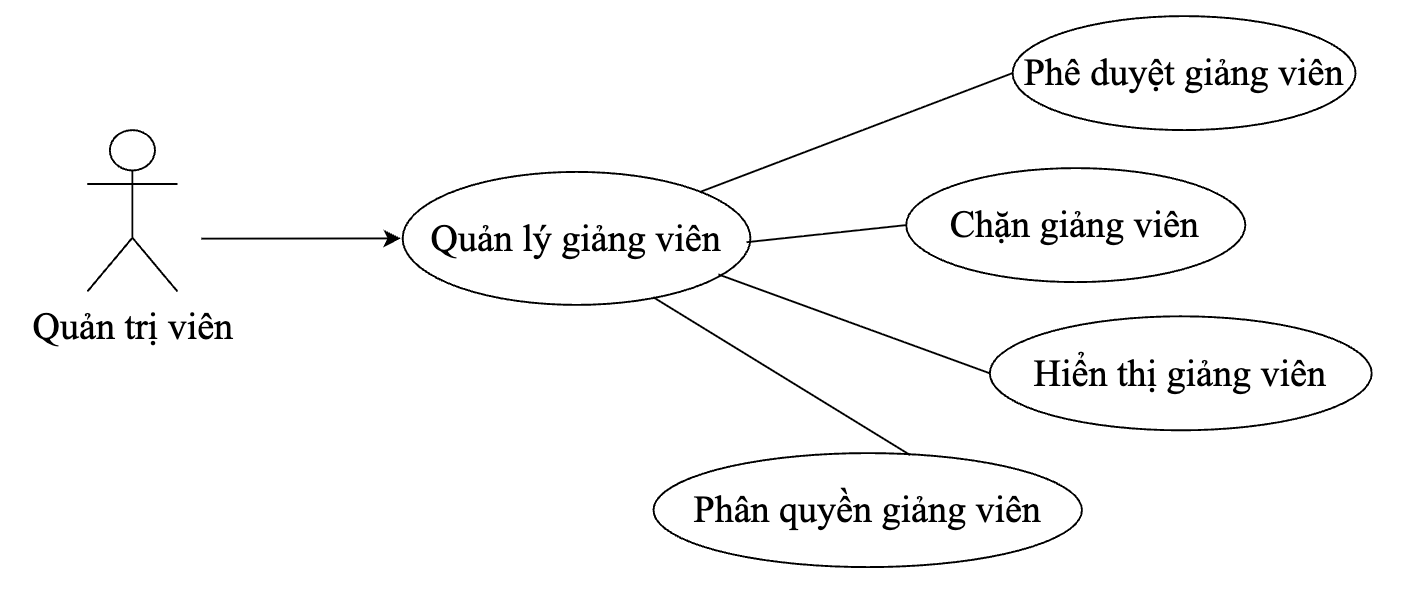 Phê duyệt giảng viên
Chặn giảng viên
Quản lý giảng viên
Quản trị viên
Hiển thị giảng viên
Phân quyền giảng viên